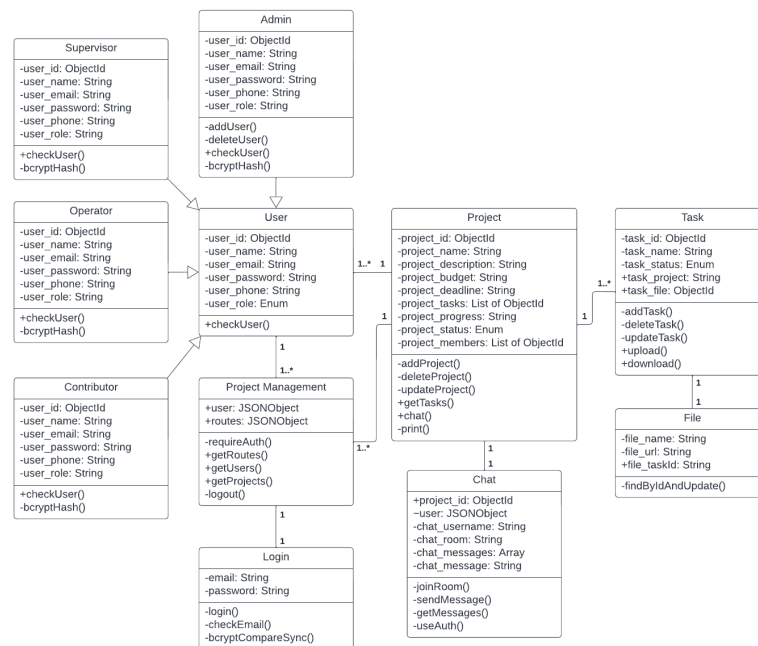 Admin
-user_id: ObjectId
-user_name: String
-user_email: String
-user_password: String
-user_phone: String
-user_role: String
-addUser()
-deleteUser()
+checkUser()
-bcryptHash()
Supervisor
-user_id: ObjectId
-user_name: String
-user_email: String
-user_password: String
-user_phone: String
-user_role: String
+checkUser()
-bcryptHash()
Operator
-user_id: ObjectId
-user_name: String
-user_email: String
-user_password: String
-user_phone: String
-user_role: String
+checkUser()
-bcryptHash()
User
-user_id: ObjectId
-user_name: String
-user_email: String
-user_password: String
-user_phone: String
-user_role: Enum
+checkUser()
1..*
1
Project
-project_id: ObjectId
-project_name: String
-project_description: String
-project_budget: String
-project_deadline: String
-project_tasks: List of ObjectId
-project_progress: String
-project_status: Enum
-project_members: List of ObjectId
-addProject()
-deleteProject()
-updateProject()
+getTasks()
+chat()
-print()
1
1..*
Task
-task_id: ObjectId
-task_name: String
-task_status: Enum
+task_project: String
+task_file: ObjectId
-addTask()
-deleteTask()
-updateTask()
+upload()
+download()
1
1
1
1..*
1
1..*
Contributor
-user_id: ObjectId
-user_name: String
-user_email: String
-user_password: String
-user_phone: String
-user_role: String
+checkUser()
-bcryptHash()
Project Management
+user: JSONObject
+routes: JSONObject
-requireAuth()
+getRoutes()
+getUsers()
+getProjects()
-logout()
File
-file_name: String
-file_url: String
+file_taskId: String
-findByIdAndUpdate()
1
1
Chat
+project_id: ObjectId
~user: JSONObject
-chat_username: String
-chat_room: String
-chat_messages: Array
-chat_message: String
-joinRoom()
-sendMessage()
-getMessages()
-useAuth()
1
1
Login
-email: String
-password: String
-login()
-checkEmail()
-bcryptCompareSync()